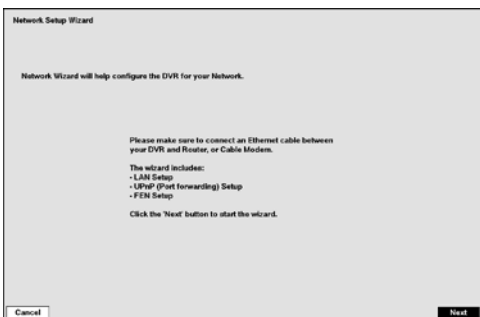 Network Setup Wizard
Network Wizard will help configure the DVR for your Network.
Please make sure to connect an Ethernet cable between
your DVR and Router, or Cable Modem.
The wizard includes:
- LAN Setup
- UPnP (Port forwarding) Setup
- FEN Setup
Click the 'Next' button to start the wizard.
Cancel
Next